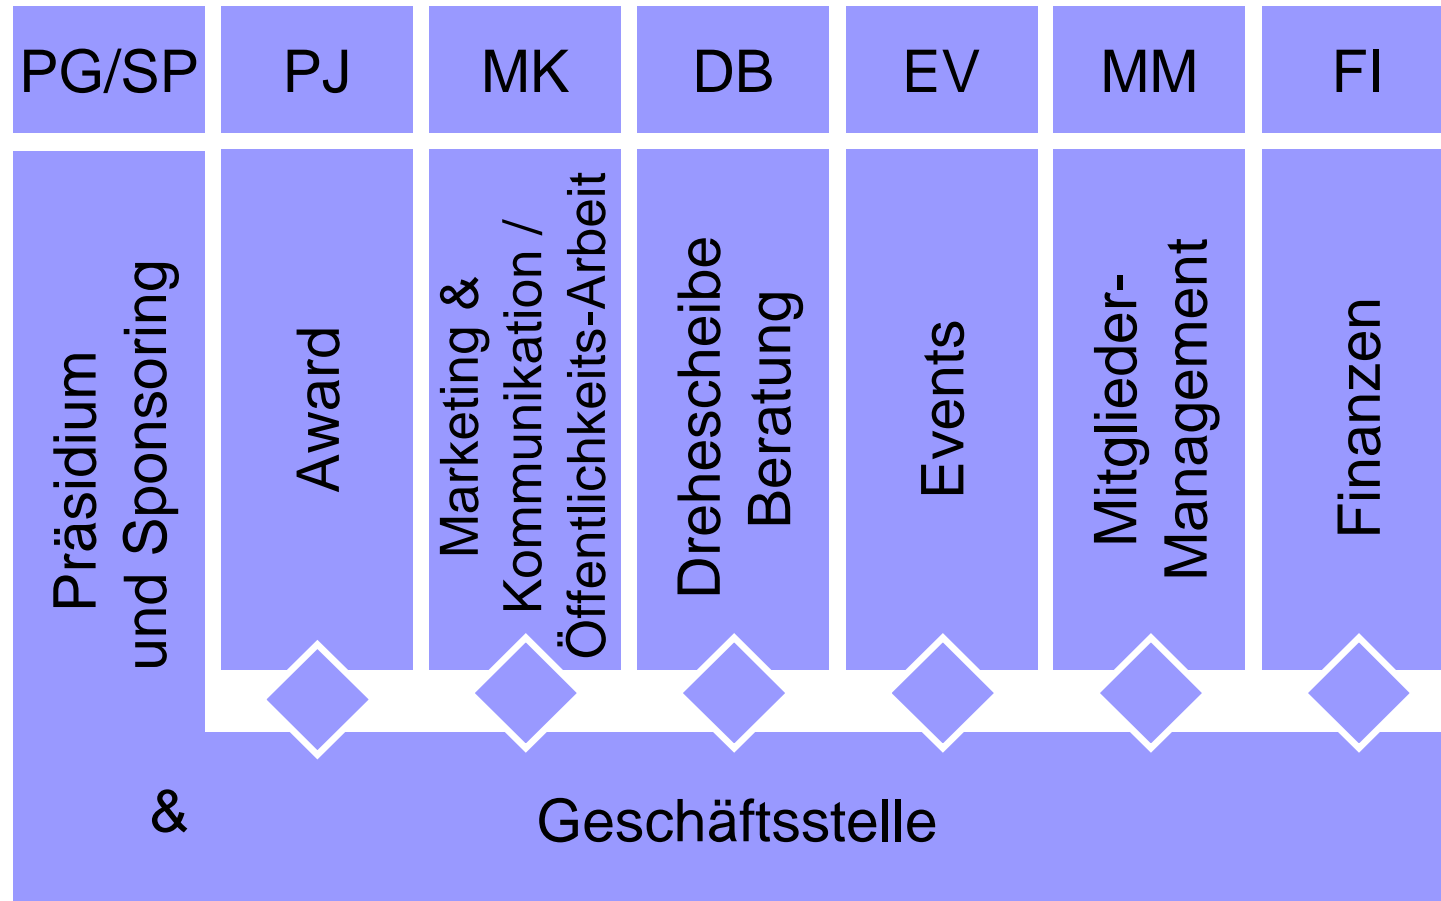 PG/SP
PJ
MK
DB
EV
MM
FI
Präsidium
und Sponsoring
Award
Marketing &
Kommunikation /
Öffentlichkeits-Arbeit
Drehescheibe
Beratung
Events
Mitglieder-
Management
Finanzen
&
Geschäftsstelle